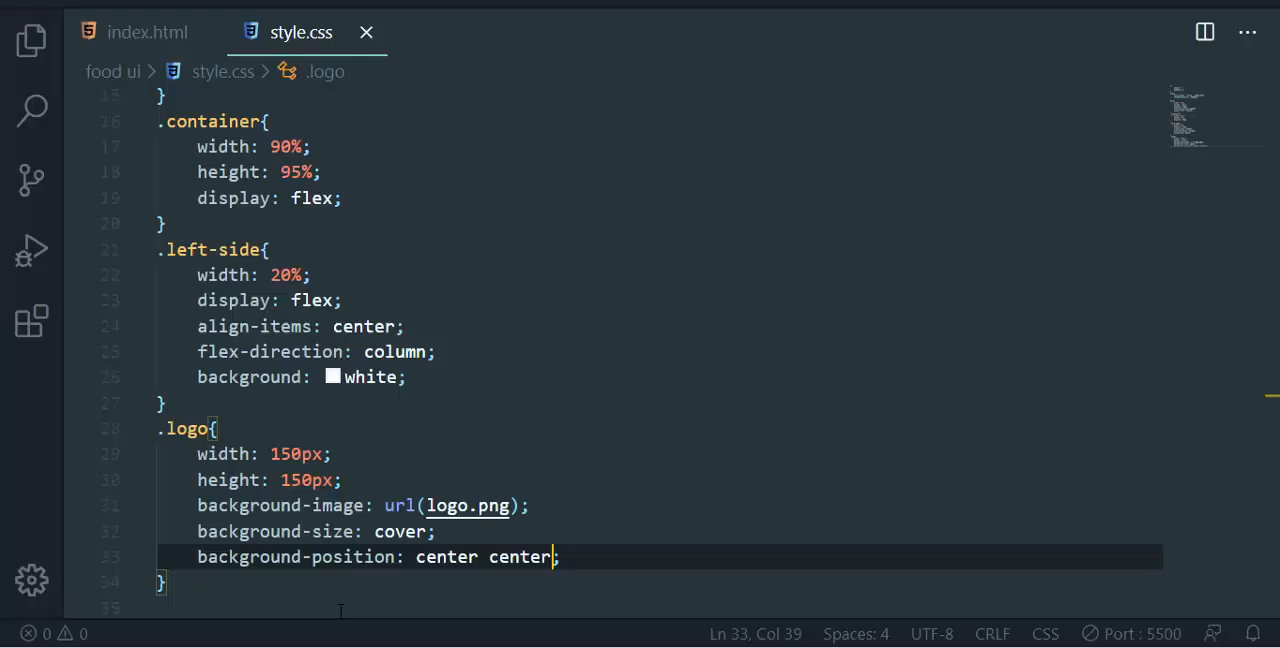 index.html
style.css
food ui > style.css > .logo
15 }
16 .container{
17 width: 90%;
18 height: 95%;
19 display: flex;
20 }
21 .left-side{
22 width: 20%;
23 display: flex;
24 align-items: center;
25 flex-direction: column;
26 background: white;
27 }
28 .logo{
29 width: 150px;
30 height: 150px;
31 background-image: url(logo.png);
32 background-size: cover;
33 background-position: center center;
34 }
35
0 0 Ln 33, Col 39 Spaces: 4 UTF-8 CRLF CSS Port : 5500